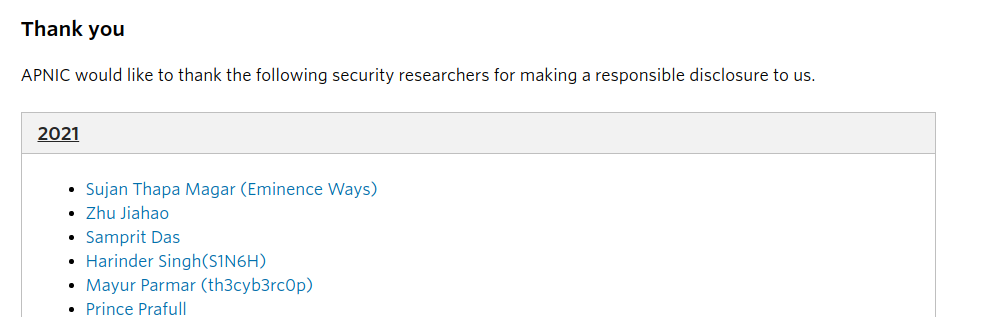 Thank you
APNIC would like to thank the following security researchers for making a responsible disclosure to us.
2021
Sujan Thapa Magar (Eminence Ways)
Zhu Jiahao
Samprit Das
Harinder Singh(S1N6H)
Mayur Parmar (th3cyb3rc0p)
Prince Prafull